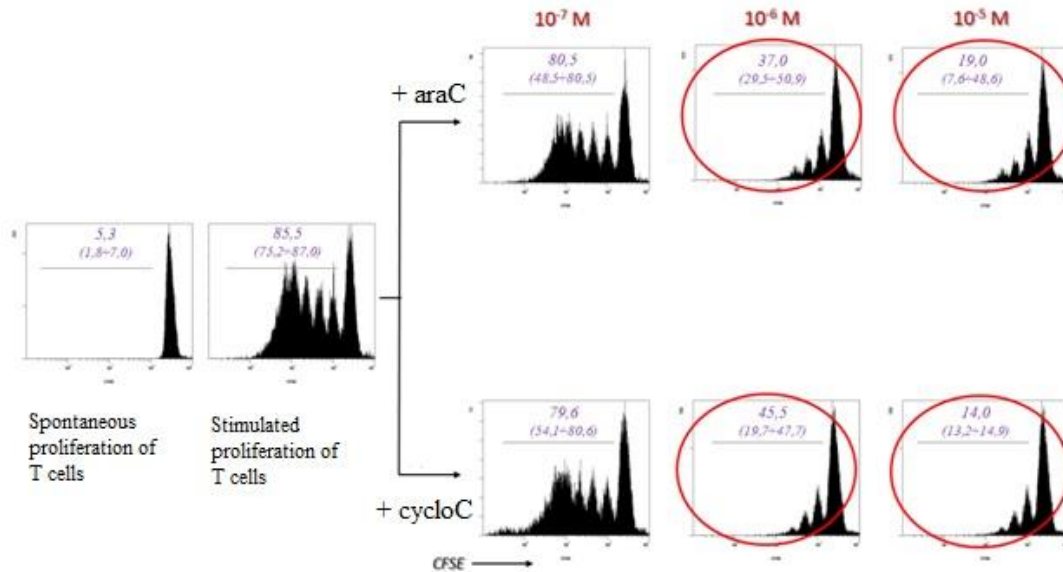 10⁻⁷ M
10⁻⁶ M
10⁻⁵ M
+ araC
80,5
(48,5÷80,5)
37,0
(29,5÷50,9)
19,0
(7,6÷48,6)
5,3
(1,8÷7,0)
85,5
(75,2÷87,0)
Spontaneous
proliferation of
T cells
Stimulated
proliferation of
T cells
+ cycloC
79,6
(54,1÷80,6)
45,5
(19,7÷47,7)
14,0
(13,2÷14,9)
CFSE